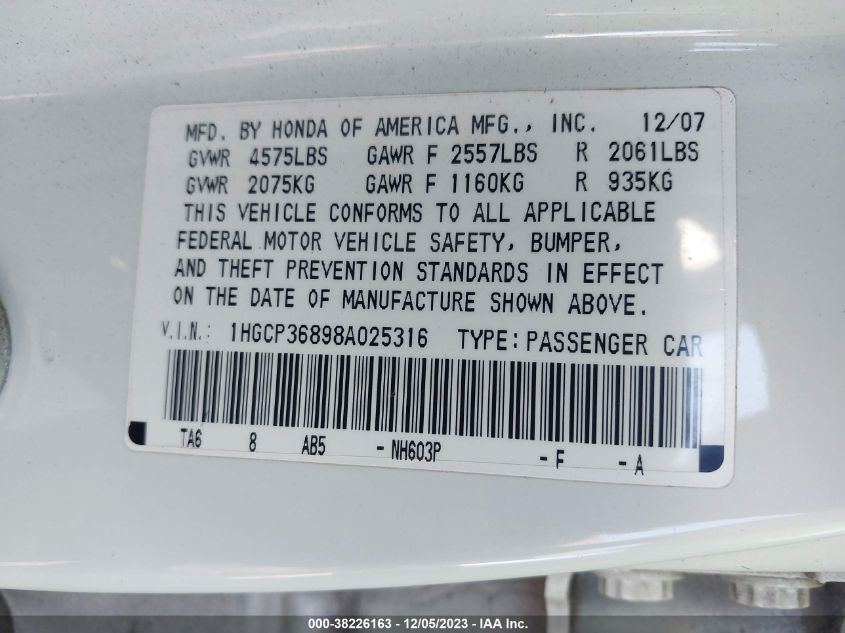 MFD. BY HONDA OF AMERICA MFG., INC. 12/07
GVWR 4575LBS GAWR F 2557LBS R 2061LBS
GVWR 2075KG GAWR F 1160KG R 935KG
THIS VEHICLE CONFORMS TO ALL APPLICABLE
FEDERAL MOTOR VEHICLE SAFETY, BUMPER,
AND THEFT PREVENTION STANDARDS IN EFFECT
ON THE DATE OF MANUFACTURE SHOWN ABOVE.
V.I.N.: 1HGCP36898A025316 TYPE: PASSENGER CAR
TA6 8 AB5 - NH603P - F - A
000-38226163 - 12/05/2023 - IAA Inc.